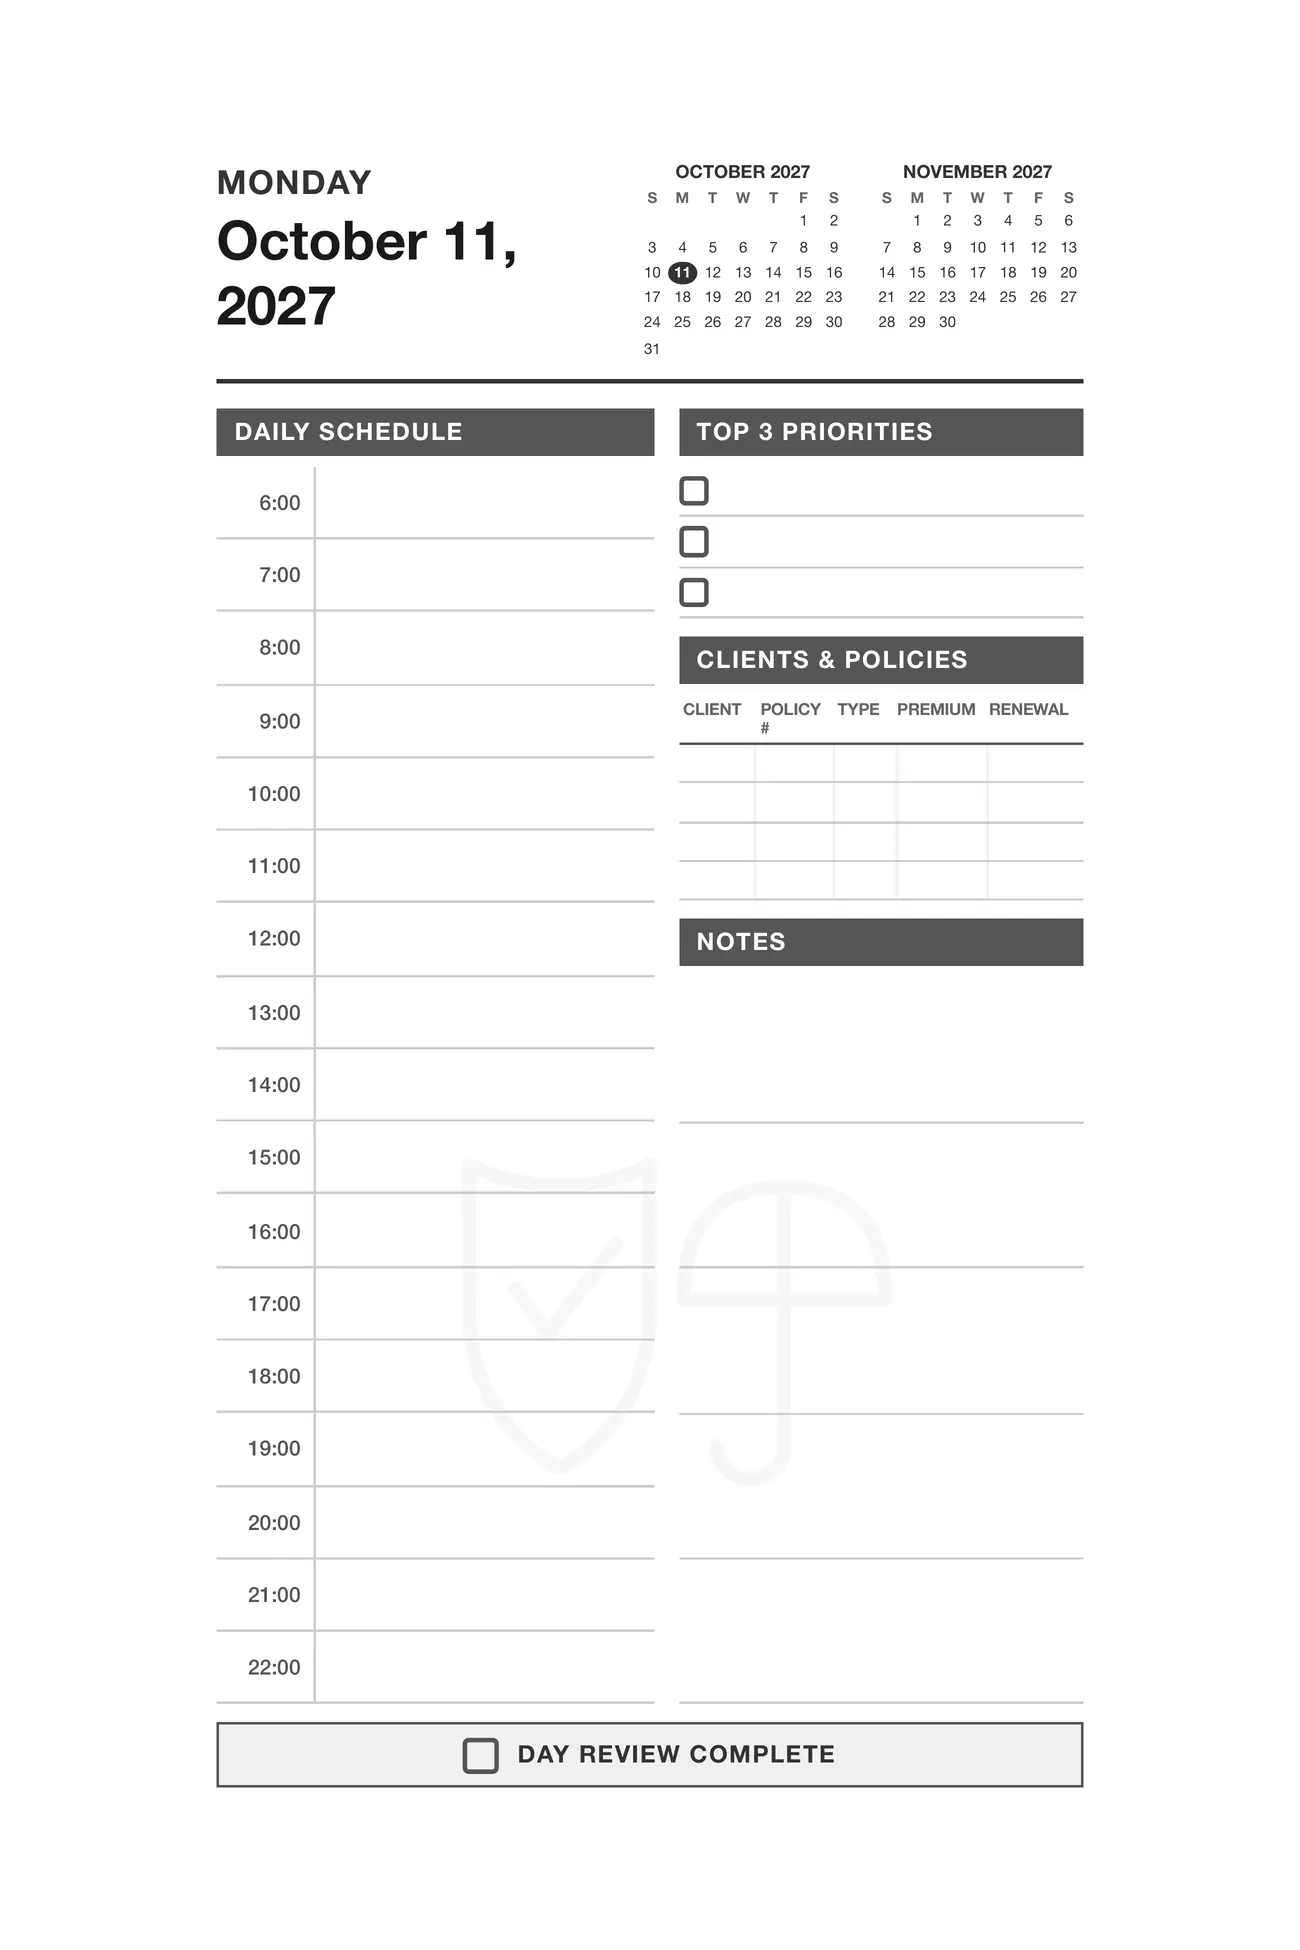 MONDAY
October 11,
2027
OCTOBER 2027
S M T W T F S
1 2
3 4 5 6 7 8 9
10 11 12 13 14 15 16
17 18 19 20 21 22 23
24 25 26 27 28 29 30
31
NOVEMBER 2027
S M T W T F S
1 2 3 4 5 6
7 8 9 10 11 12 13
14 15 16 17 18 19 20
21 22 23 24 25 26 27
28 29 30
DAILY SCHEDULE
6:00
7:00
8:00
9:00
10:00
11:00
12:00
13:00
14:00
15:00
16:00
17:00
18:00
19:00
20:00
21:00
22:00
TOP 3 PRIORITIES
CLIENTS & POLICIES
CLIENT POLICY # TYPE PREMIUM RENEWAL
NOTES
DAY REVIEW COMPLETE